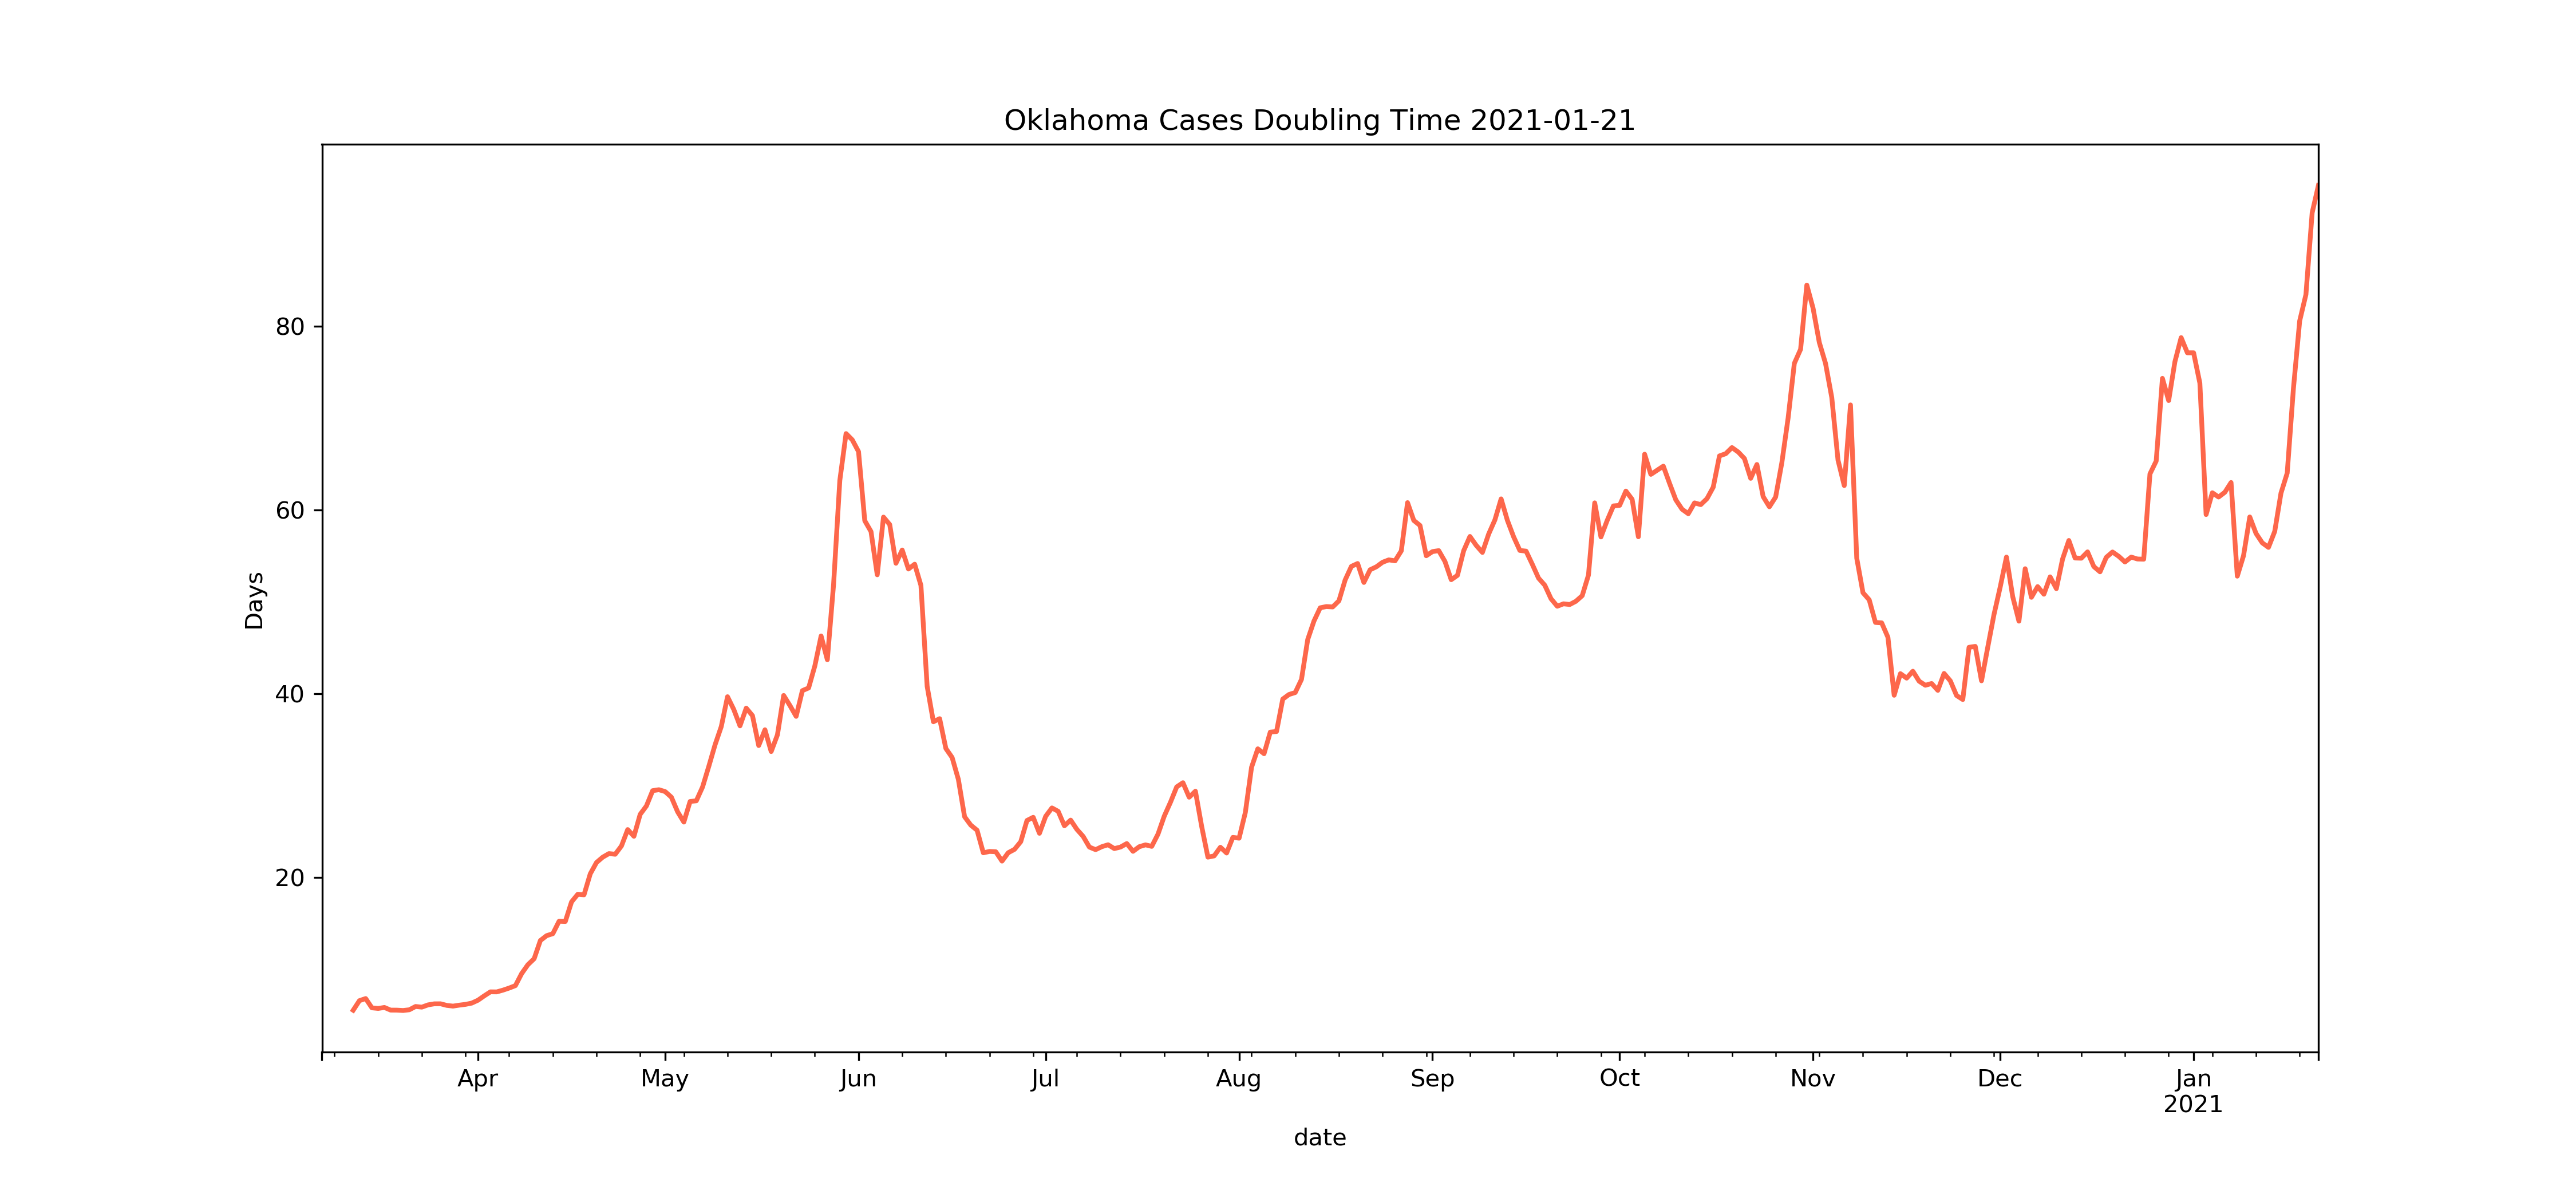 Oklahoma Cases Doubling Time 2021-01-21
Days
80
60
40
20
Apr May Jun Jul Aug Sep Oct Nov Dec Jan
2021
date